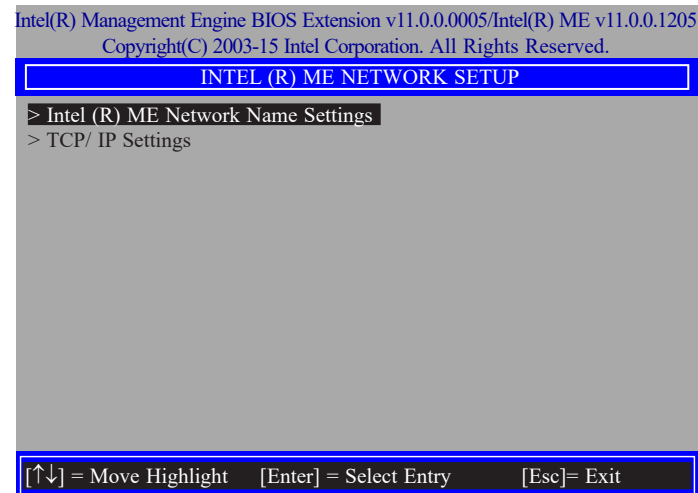 Intel(R) Management Engine BIOS Extension v11.0.0.0005/Intel(R) ME v11.0.0.1205
Copyright(C) 2003-15 Intel Corporation. All Rights Reserved.
INTEL (R) ME NETWORK SETUP
> Intel (R) ME Network Name Settings
> TCP/ IP Settings
[↑↓] = Move Highlight [Enter] = Select Entry [Esc]= Exit